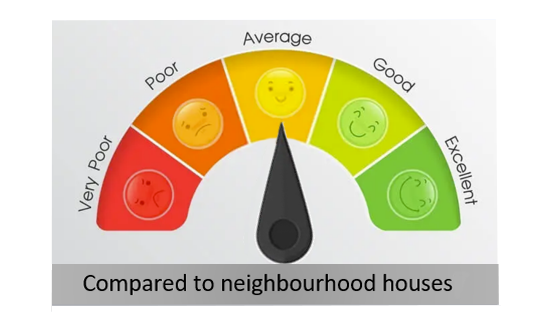 Very Poor
Poor
Average
Good
Excellent
Compared to neighbourhood houses